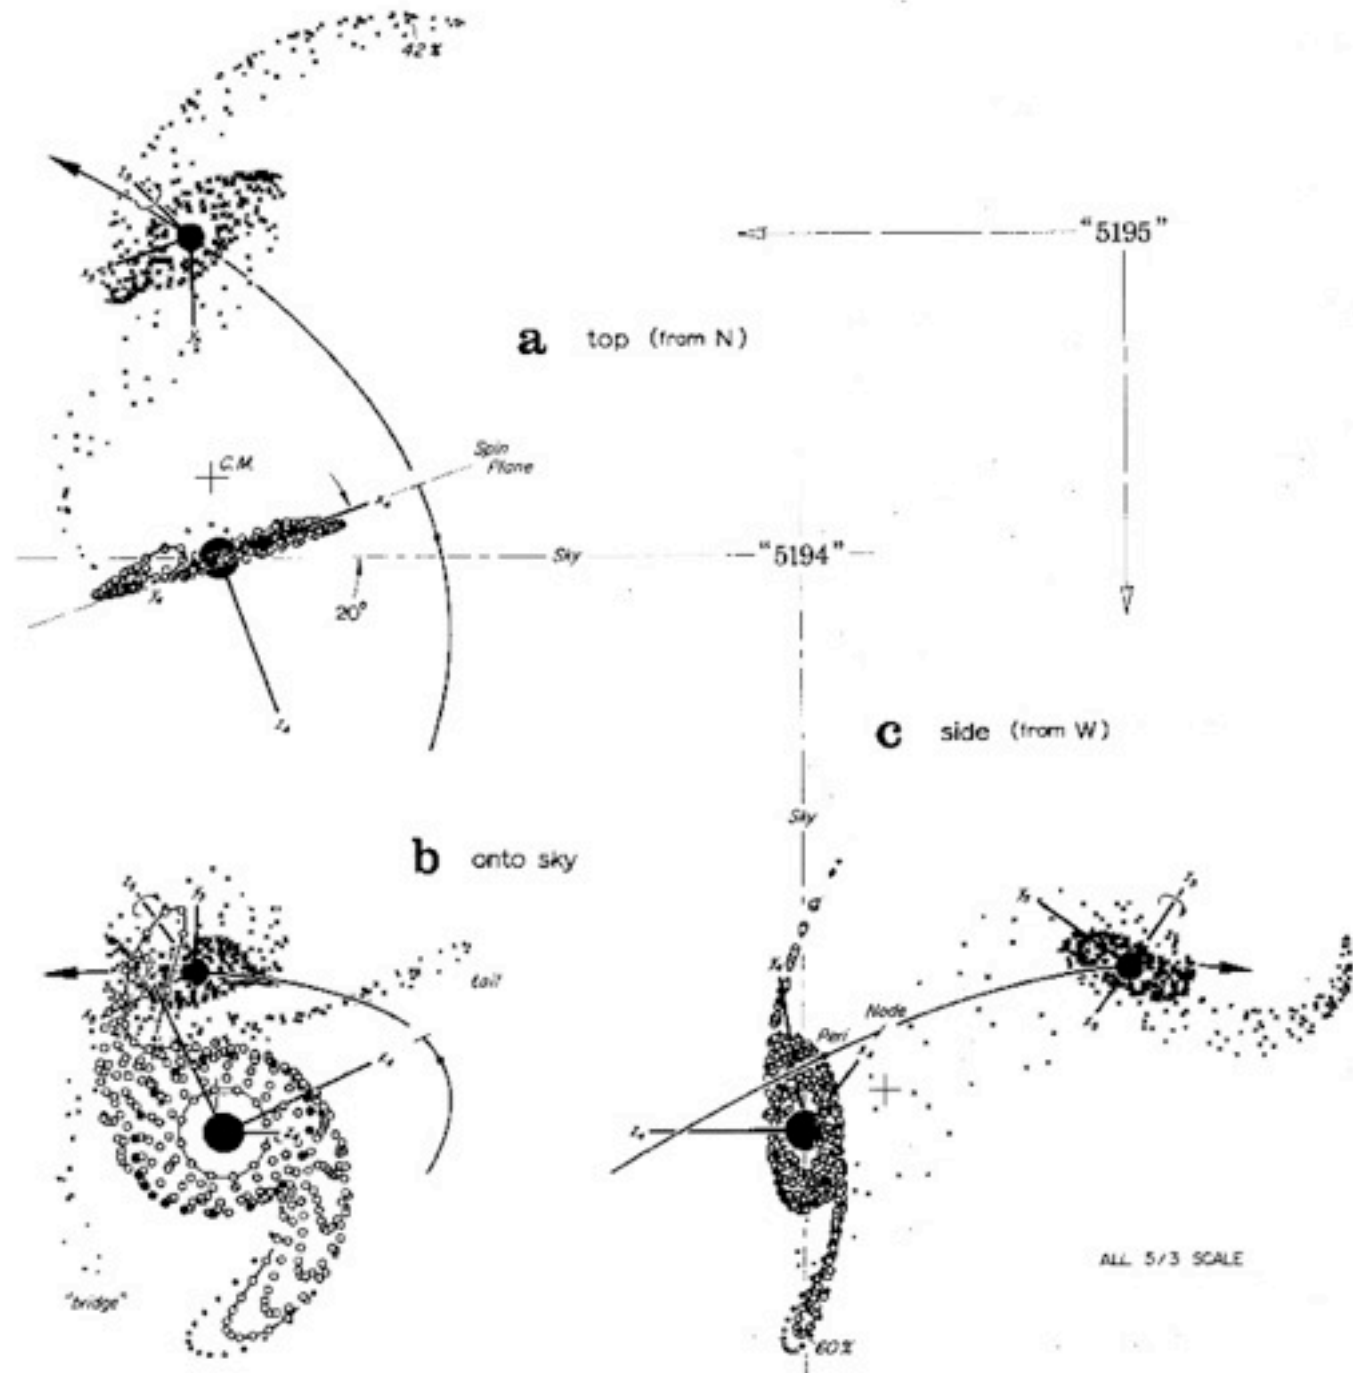 42%
"5195"
a top (from N)
Spin
Plane
C.M.
Sky
"5194"
20°
c side (from W)
Sky
b onto sky
tail
Node
Peri
ALL 5/3 SCALE
"bridge"
60%